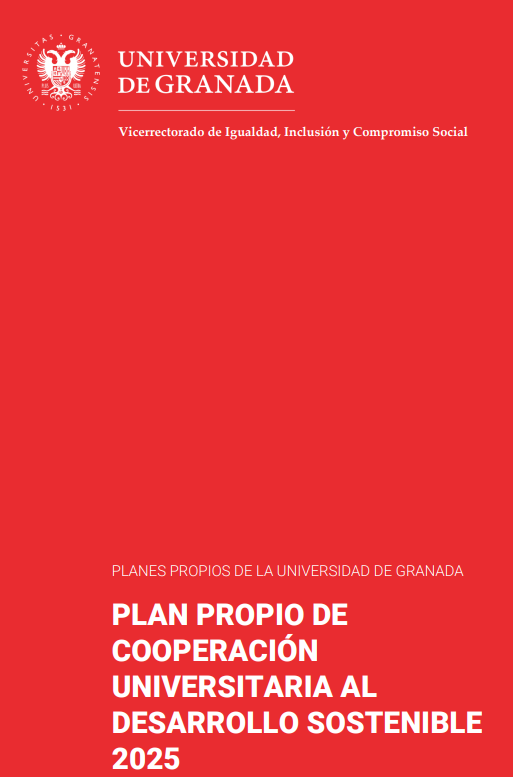 UNIVERSITAS · GRANATENSIS · 1531 ·
UNIVERSIDAD
DE GRANADA
Vicerrectorado de Igualdad, Inclusión y Compromiso Social
PLANES PROPIOS DE LA UNIVERSIDAD DE GRANADA
PLAN PROPIO DE
COOPERACIÓN
UNIVERSITARIA AL
DESARROLLO SOSTENIBLE
2025